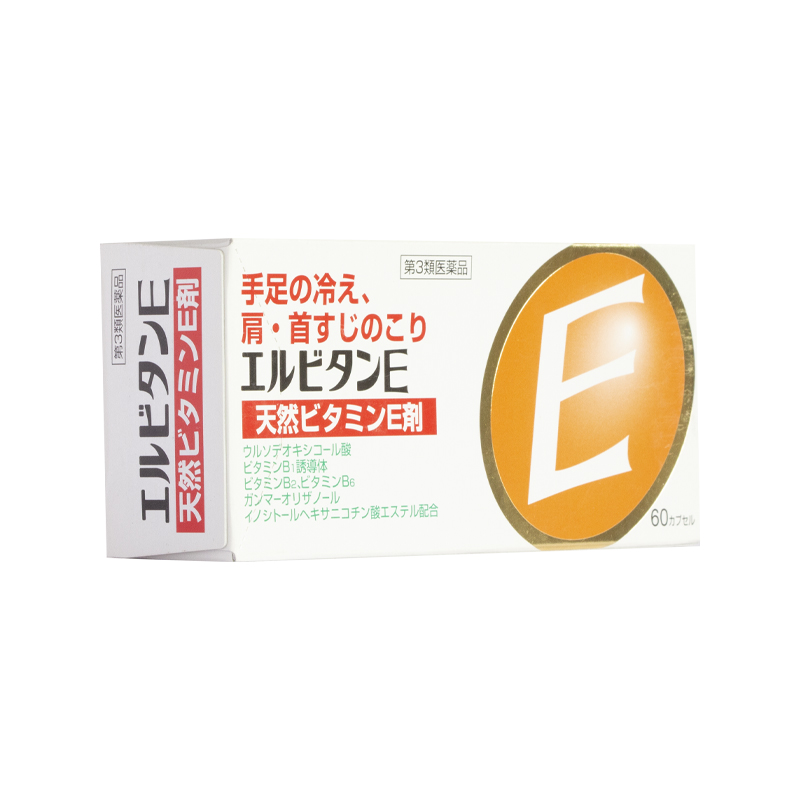 第3類医薬品
エルビタンE
天然ビタミンE剤
第3類医薬品
手足の冷え、
肩・首すじのこり
エルビタンE
天然ビタミンE剤
ウルソデオキシコール酸
ビタミンB1誘導体
ビタミンB2、ビタミンB6
ガンマーオリザノール
イノシトールヘキサニコチン酸エステル配合
E
60カプセル